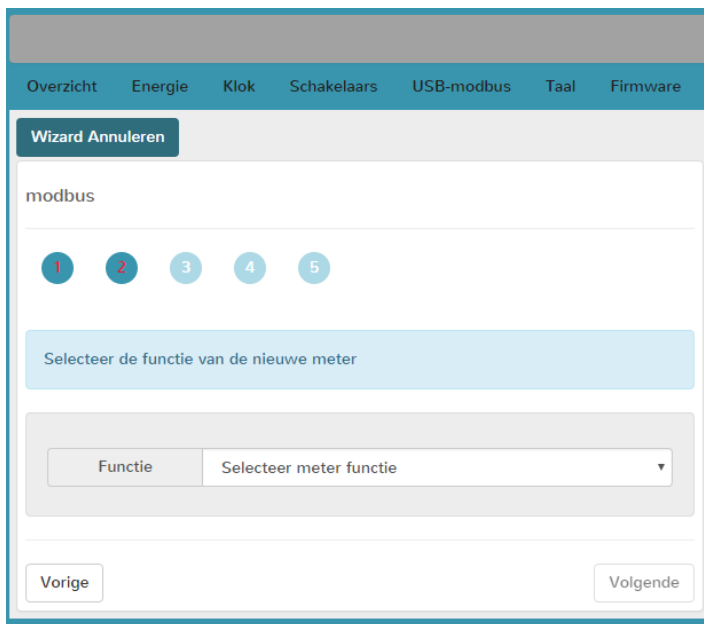 Overzicht Energie Klok Schakelaars USB-modbus Taal Firmware
Wizard Annuleren
modbus
1 2 3 4 5
Selecteer de functie van de nieuwe meter
Functie Selecteer meter functie
Vorige Volgende